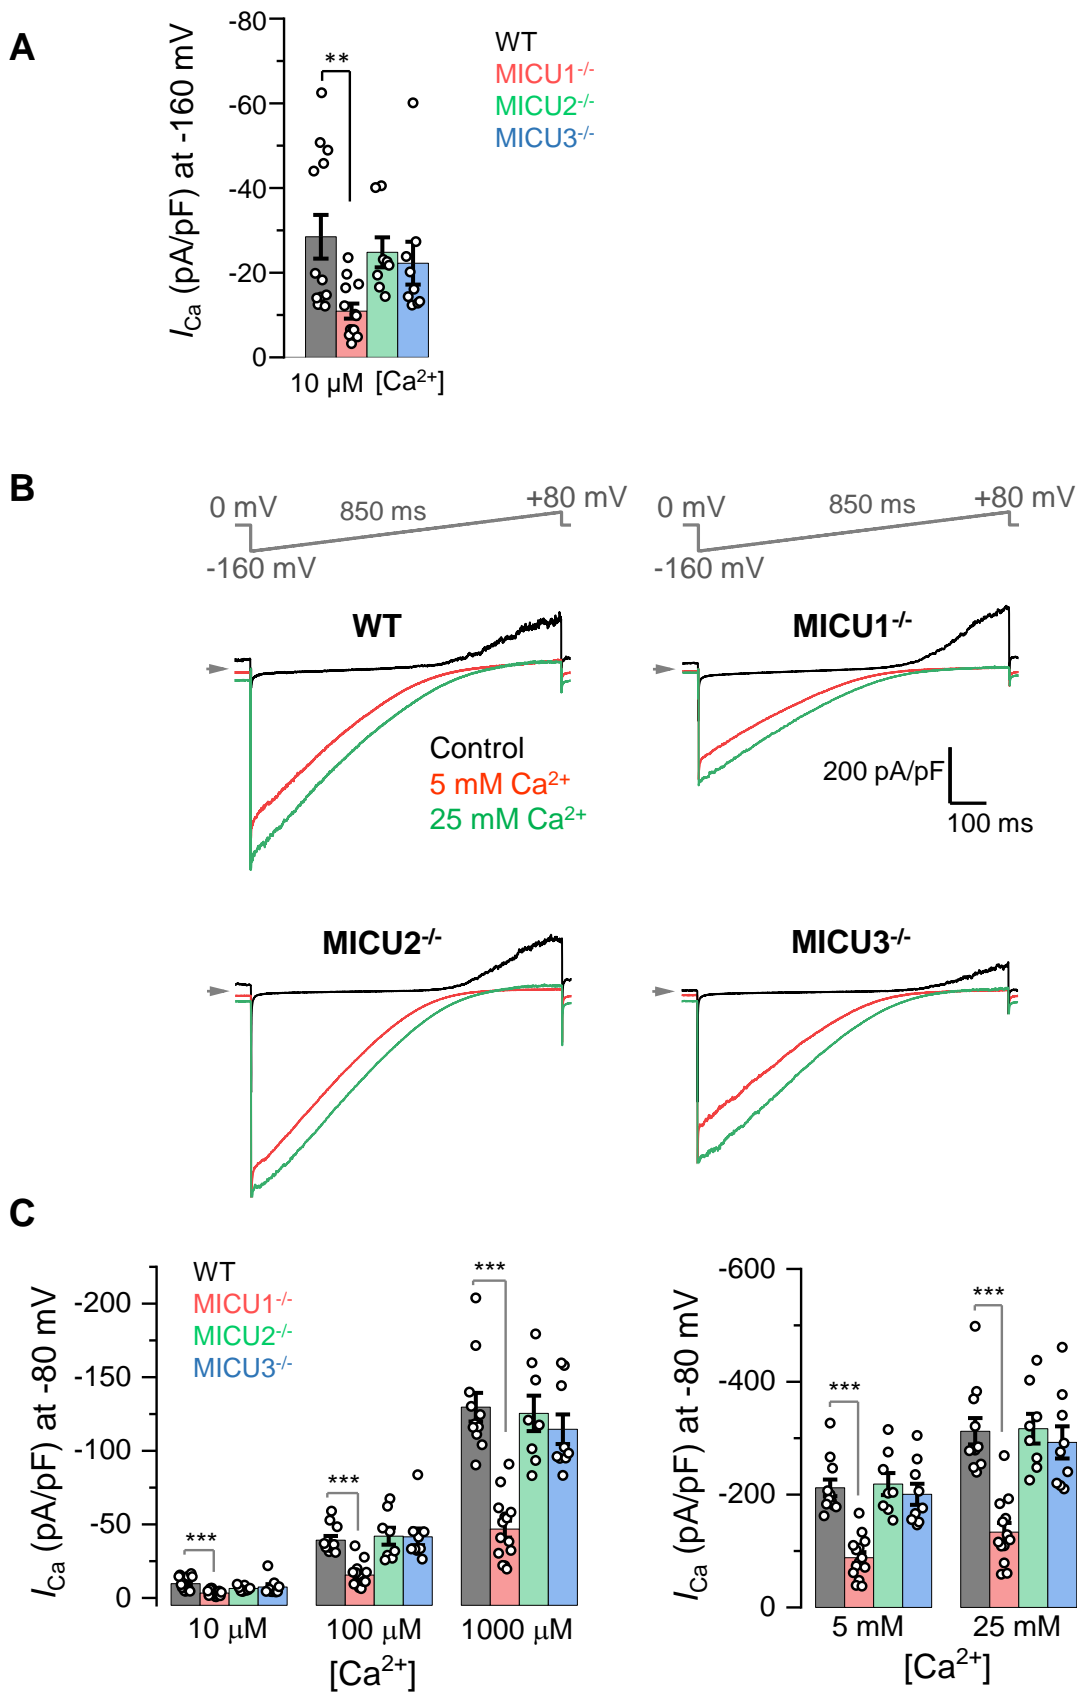 A
I_Ca (pA/pF) at -160 mV
-80
-60
-40
-20
0
**
10 µM [Ca²⁺]
WT
MICU1⁻/⁻
MICU2⁻/⁻
MICU3⁻/⁻
B
0 mV
850 ms
+80 mV
-160 mV
0 mV
850 ms
+80 mV
-160 mV
WT
MICU1⁻/⁻
Control
5 mM Ca²⁺
25 mM Ca²⁺
200 pA/pF
100 ms
MICU2⁻/⁻
MICU3⁻/⁻
C
I_Ca (pA/pF) at -80 mV
-200
-150
-100
-50
0
WT
MICU1⁻/⁻
MICU2⁻/⁻
MICU3⁻/⁻
***
***
***
10 µM
100 µM
1000 µM
[Ca²⁺]
I_Ca (pA/pF) at -80 mV
-600
-400
-200
0
***
***
5 mM
25 mM
[Ca²⁺]